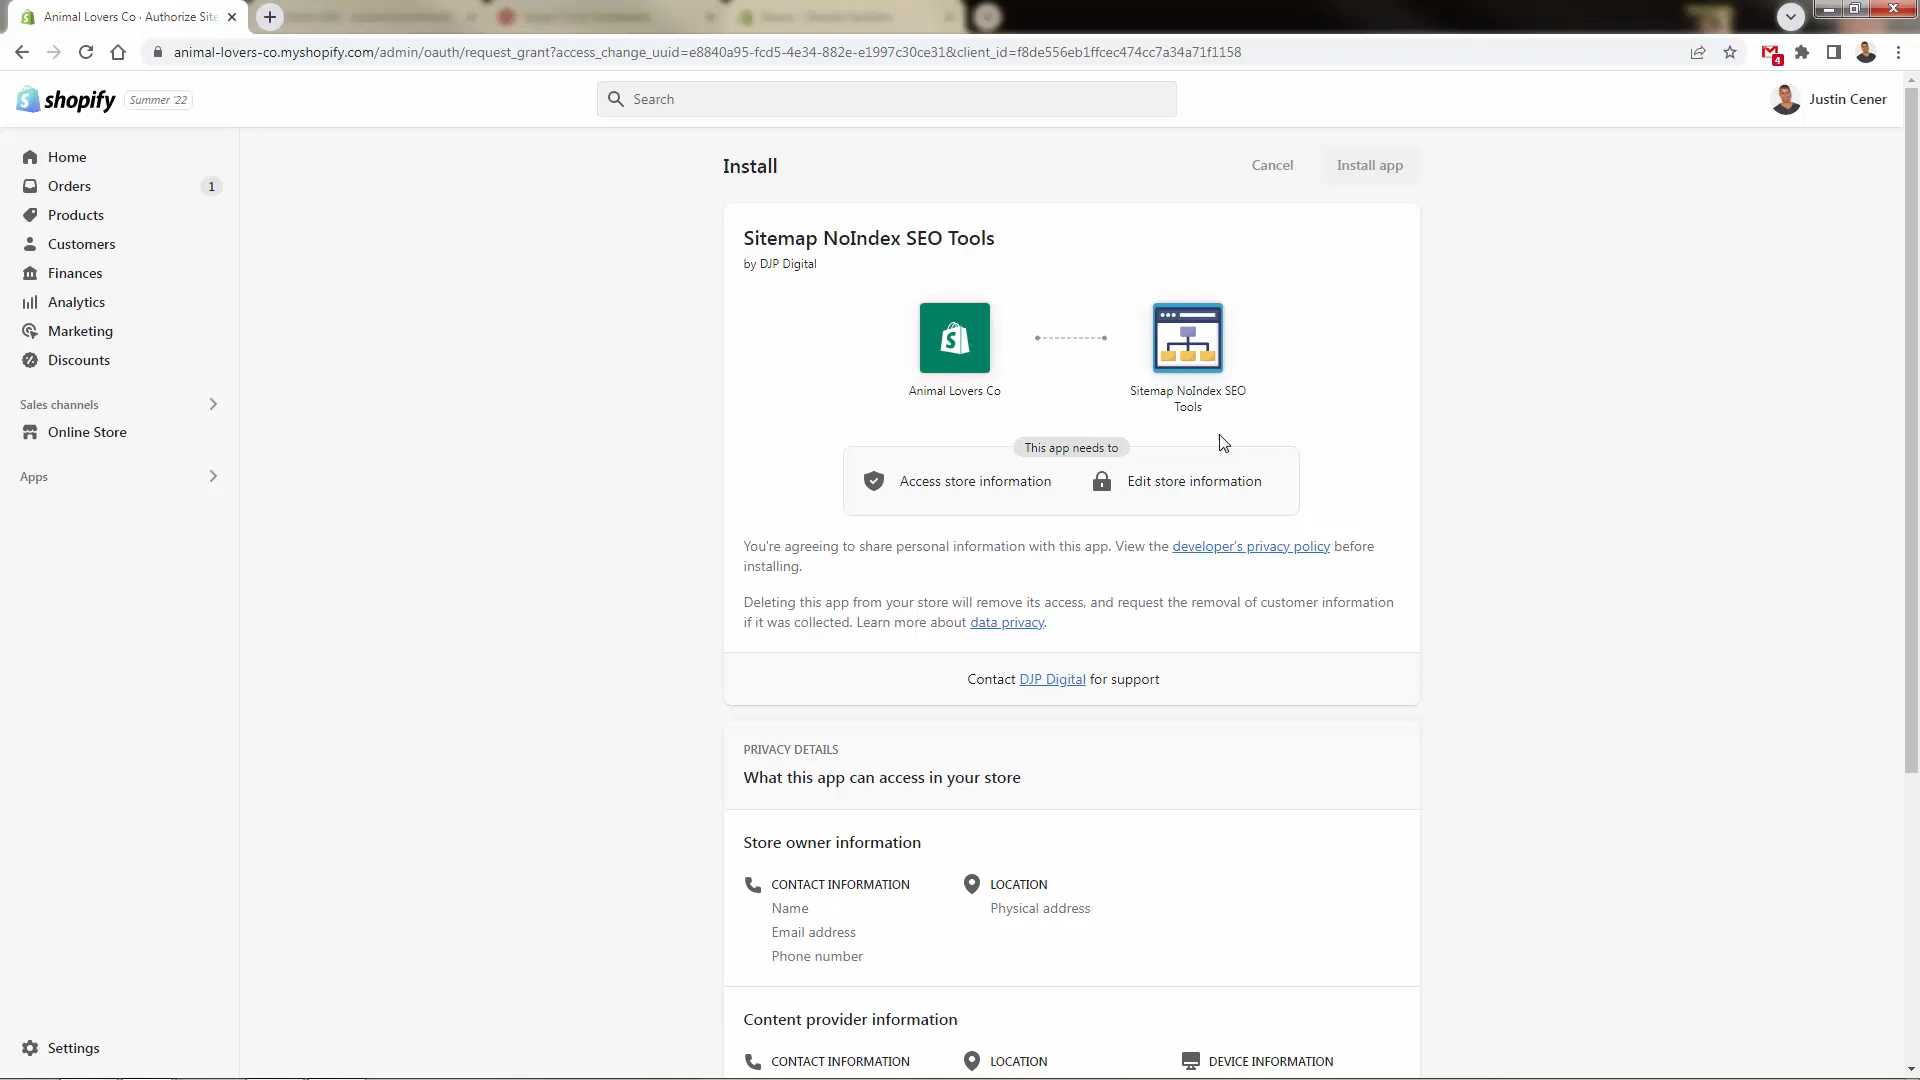 Animal Lovers Co · Authorize Site
animal-lovers-co.myshopify.com/admin/oauth/request_grant?access_change_uuid=e8840a95-fcd5-4e34-882e-e1997c30ce31&client_id=f8de556eb1ffcec474cc7a34a71f1158
4
shopify
Summer '22
Search
Justin Cener
Home
Orders
1
Products
Customers
Finances
Analytics
Marketing
Discounts
Sales channels
Online Store
Apps
Settings
Install
Cancel
Install app
Sitemap NoIndex SEO Tools
by DJP Digital
Animal Lovers Co
Sitemap NoIndex SEO
Tools
This app needs to
Access store information
Edit store information
You're agreeing to share personal information with this app. View the developer's privacy policy before
installing.
Deleting this app from your store will remove its access, and request the removal of customer information
if it was collected. Learn more about data privacy.
Contact DJP Digital for support
PRIVACY DETAILS
What this app can access in your store
Store owner information
CONTACT INFORMATION
Name
Email address
Phone number
LOCATION
Physical address
Content provider information
CONTACT INFORMATION
LOCATION
DEVICE INFORMATION